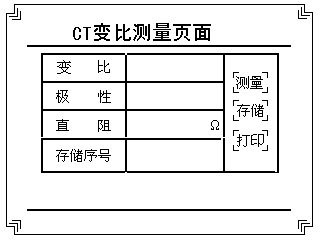 CT变比测量页面
变 比
极 性
直 阻 Ω
存储序号
测量
存储
打印